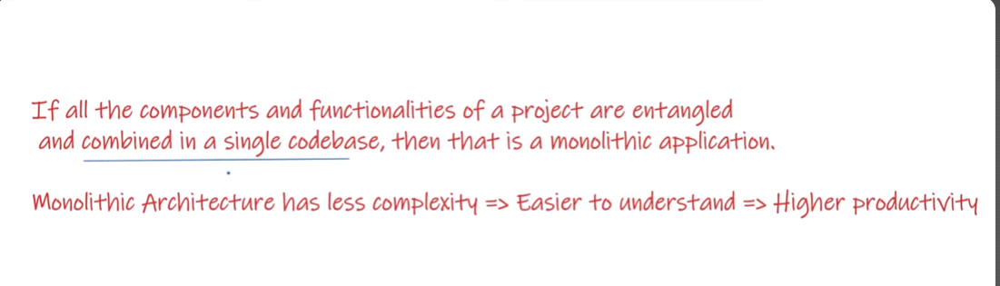 If all the components and functionalities of a project are entangled
and combined in a single codebase, then that is a monolithic application.
Monolithic Architecture has less complexity => Easier to understand => Higher productivity